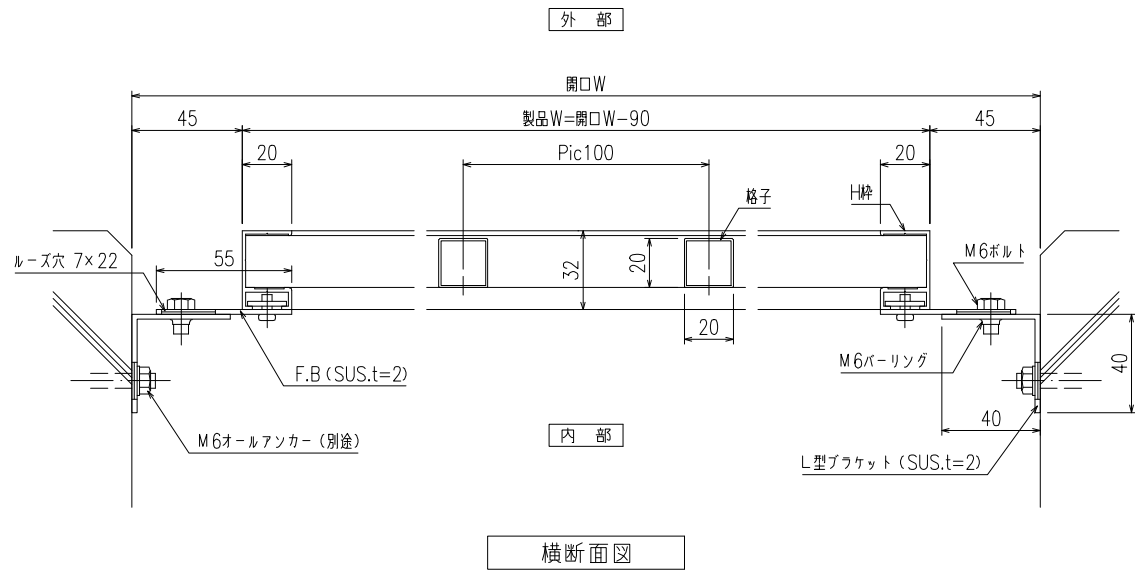 外 部
開口W
45
製品W=開口W-90
45
20
Pic100
20
格子
H枠
ルーズ穴 7×22
55
32
20
M6ボルト
20
F.B(SUS.t=2)
M6バーリング
40
40
M6オールアンカー(別途)
内 部
L型ブラケット(SUS.t=2)
横断面図